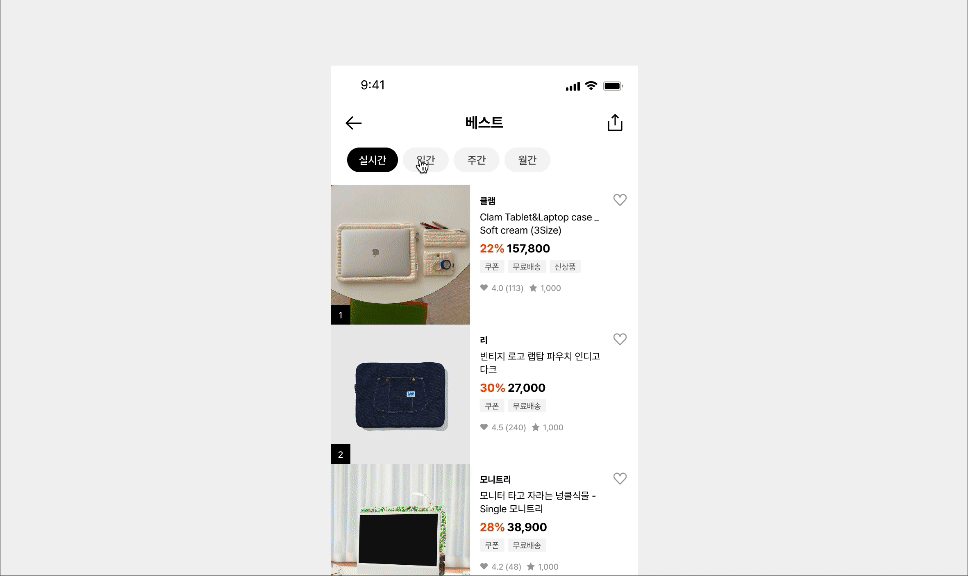 9:41
베스트
실시간
일간
주간
월간
클램
Clam Tablet&Laptop case _
Soft cream (3Size)
22% 157,800
쿠폰 무료배송 신상품
4.0 (113) 1,000
1
리
빈티지 로고 랩탑 파우치 인디고
다크
30% 27,000
쿠폰 무료배송
4.5 (240) 1,000
2
모니트리
모니터 타고 자라는 넝쿨식물 -
Single 모니트리
28% 38,900
쿠폰 무료배송
4.2 (48) 1,000